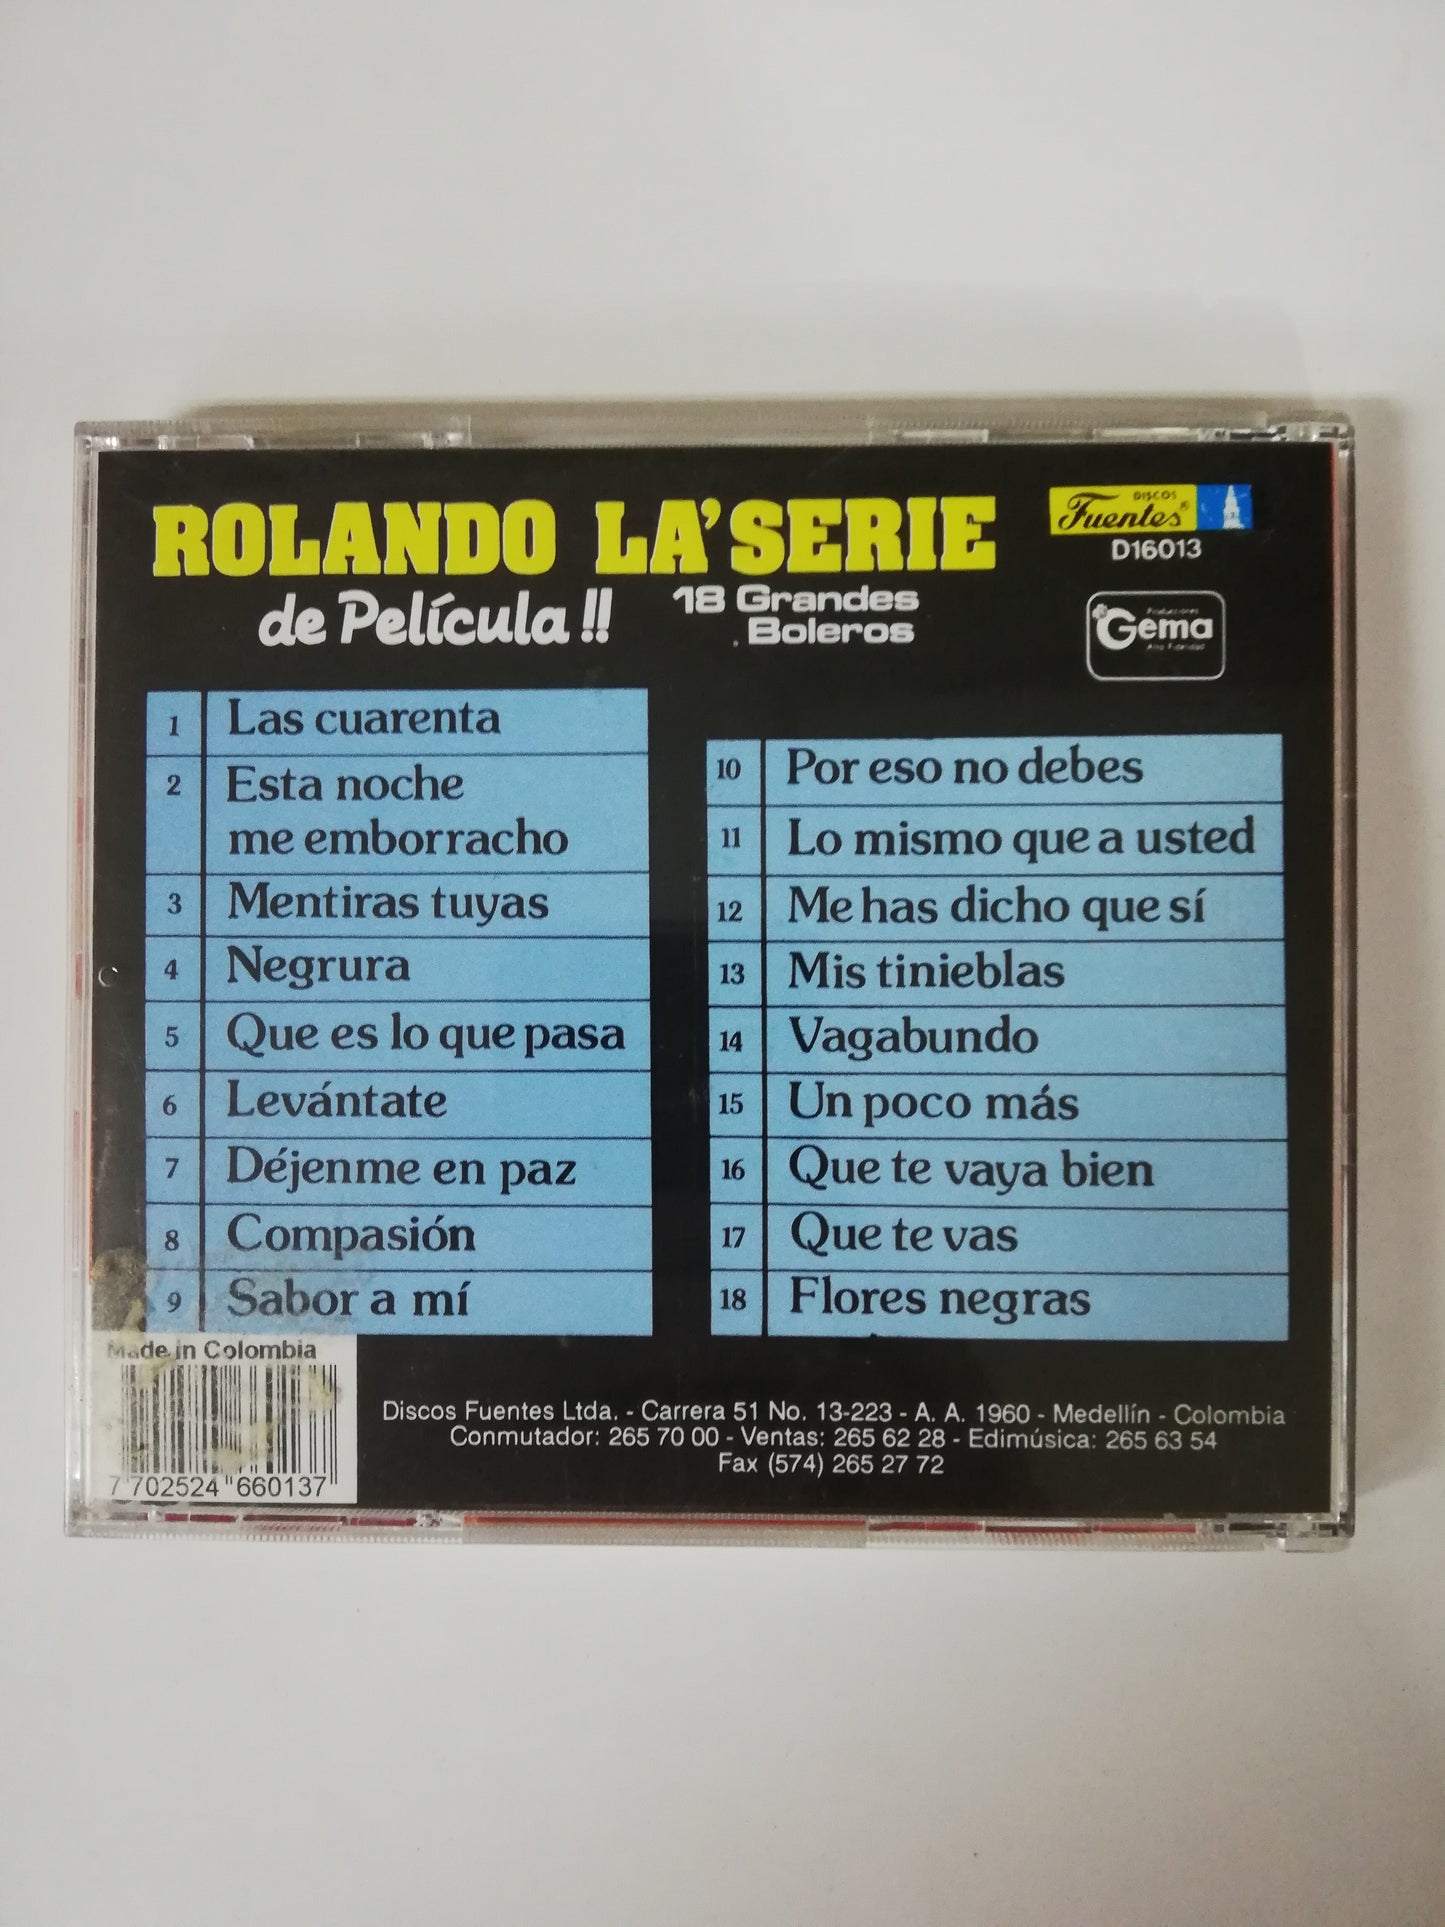 ROLANDO LA'SERIE
de Película!!
18 Grandes
Boleros
DISCOS
Fuentes®
D16013
Producciones
Gema
Alta Fidelidad
1 Las cuarenta
2 Esta noche
me emborracho
3 Mentiras tuyas
4 Negrura
5 Que es lo que pasa
6 Levántate
7 Déjenme en paz
8 Compasión
9 Sabor a mí
10 Por eso no debes
11 Lo mismo que a usted
12 Me has dicho que sí
13 Mis tinieblas
14 Vagabundo
15 Un poco más
16 Que te vaya bien
17 Que te vas
18 Flores negras
Made in Colombia
7 702524 660137
Discos Fuentes Ltda. - Carrera 51 No. 13-223 - A. A. 1960 - Medellín - Colombia
Conmutador: 265 70 00 - Ventas: 265 62 28 - Edimúsica: 265 63 54
Fax (574) 265 27 72